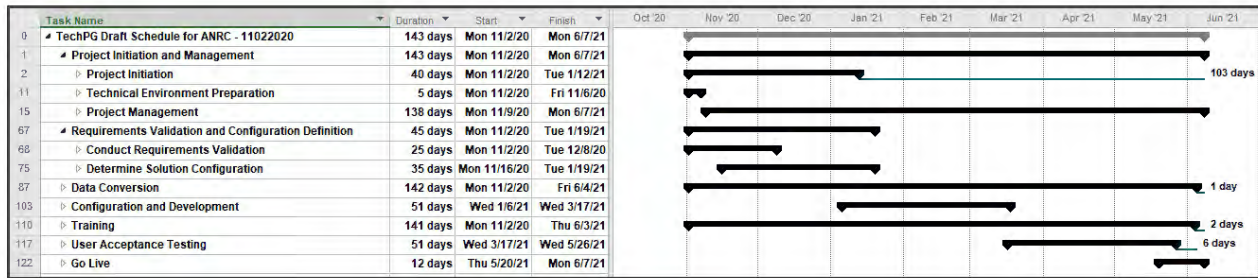 Task Name Duration Start Finish Oct '20 Nov '20 Dec '20 Jan '21 Feb '21 Mar '21 Apr '21 May '21 Jun '21
0 TechPG Draft Schedule for ANRC - 11022020 143 days Mon 11/2/20 Mon 6/7/21
1 Project Initiation and Management 143 days Mon 11/2/20 Mon 6/7/21
2 Project Initiation 40 days Mon 11/2/20 Tue 1/12/21 103 days
11 Technical Environment Preparation 5 days Mon 11/2/20 Fri 11/6/20
15 Project Management 138 days Mon 11/9/20 Mon 6/7/21
67 Requirements Validation and Configuration Definition 45 days Mon 11/2/20 Tue 1/19/21
68 Conduct Requirements Validation 25 days Mon 11/2/20 Tue 12/8/20
75 Determine Solution Configuration 35 days Mon 11/16/20 Tue 1/19/21
87 Data Conversion 142 days Mon 11/2/20 Fri 6/4/21 1 day
103 Configuration and Development 51 days Wed 1/6/21 Wed 3/17/21
110 Training 141 days Mon 11/2/20 Thu 6/3/21 2 days
117 User Acceptance Testing 51 days Wed 3/17/21 Wed 5/26/21 6 days
122 Go Live 12 days Thu 5/20/21 Mon 6/7/21